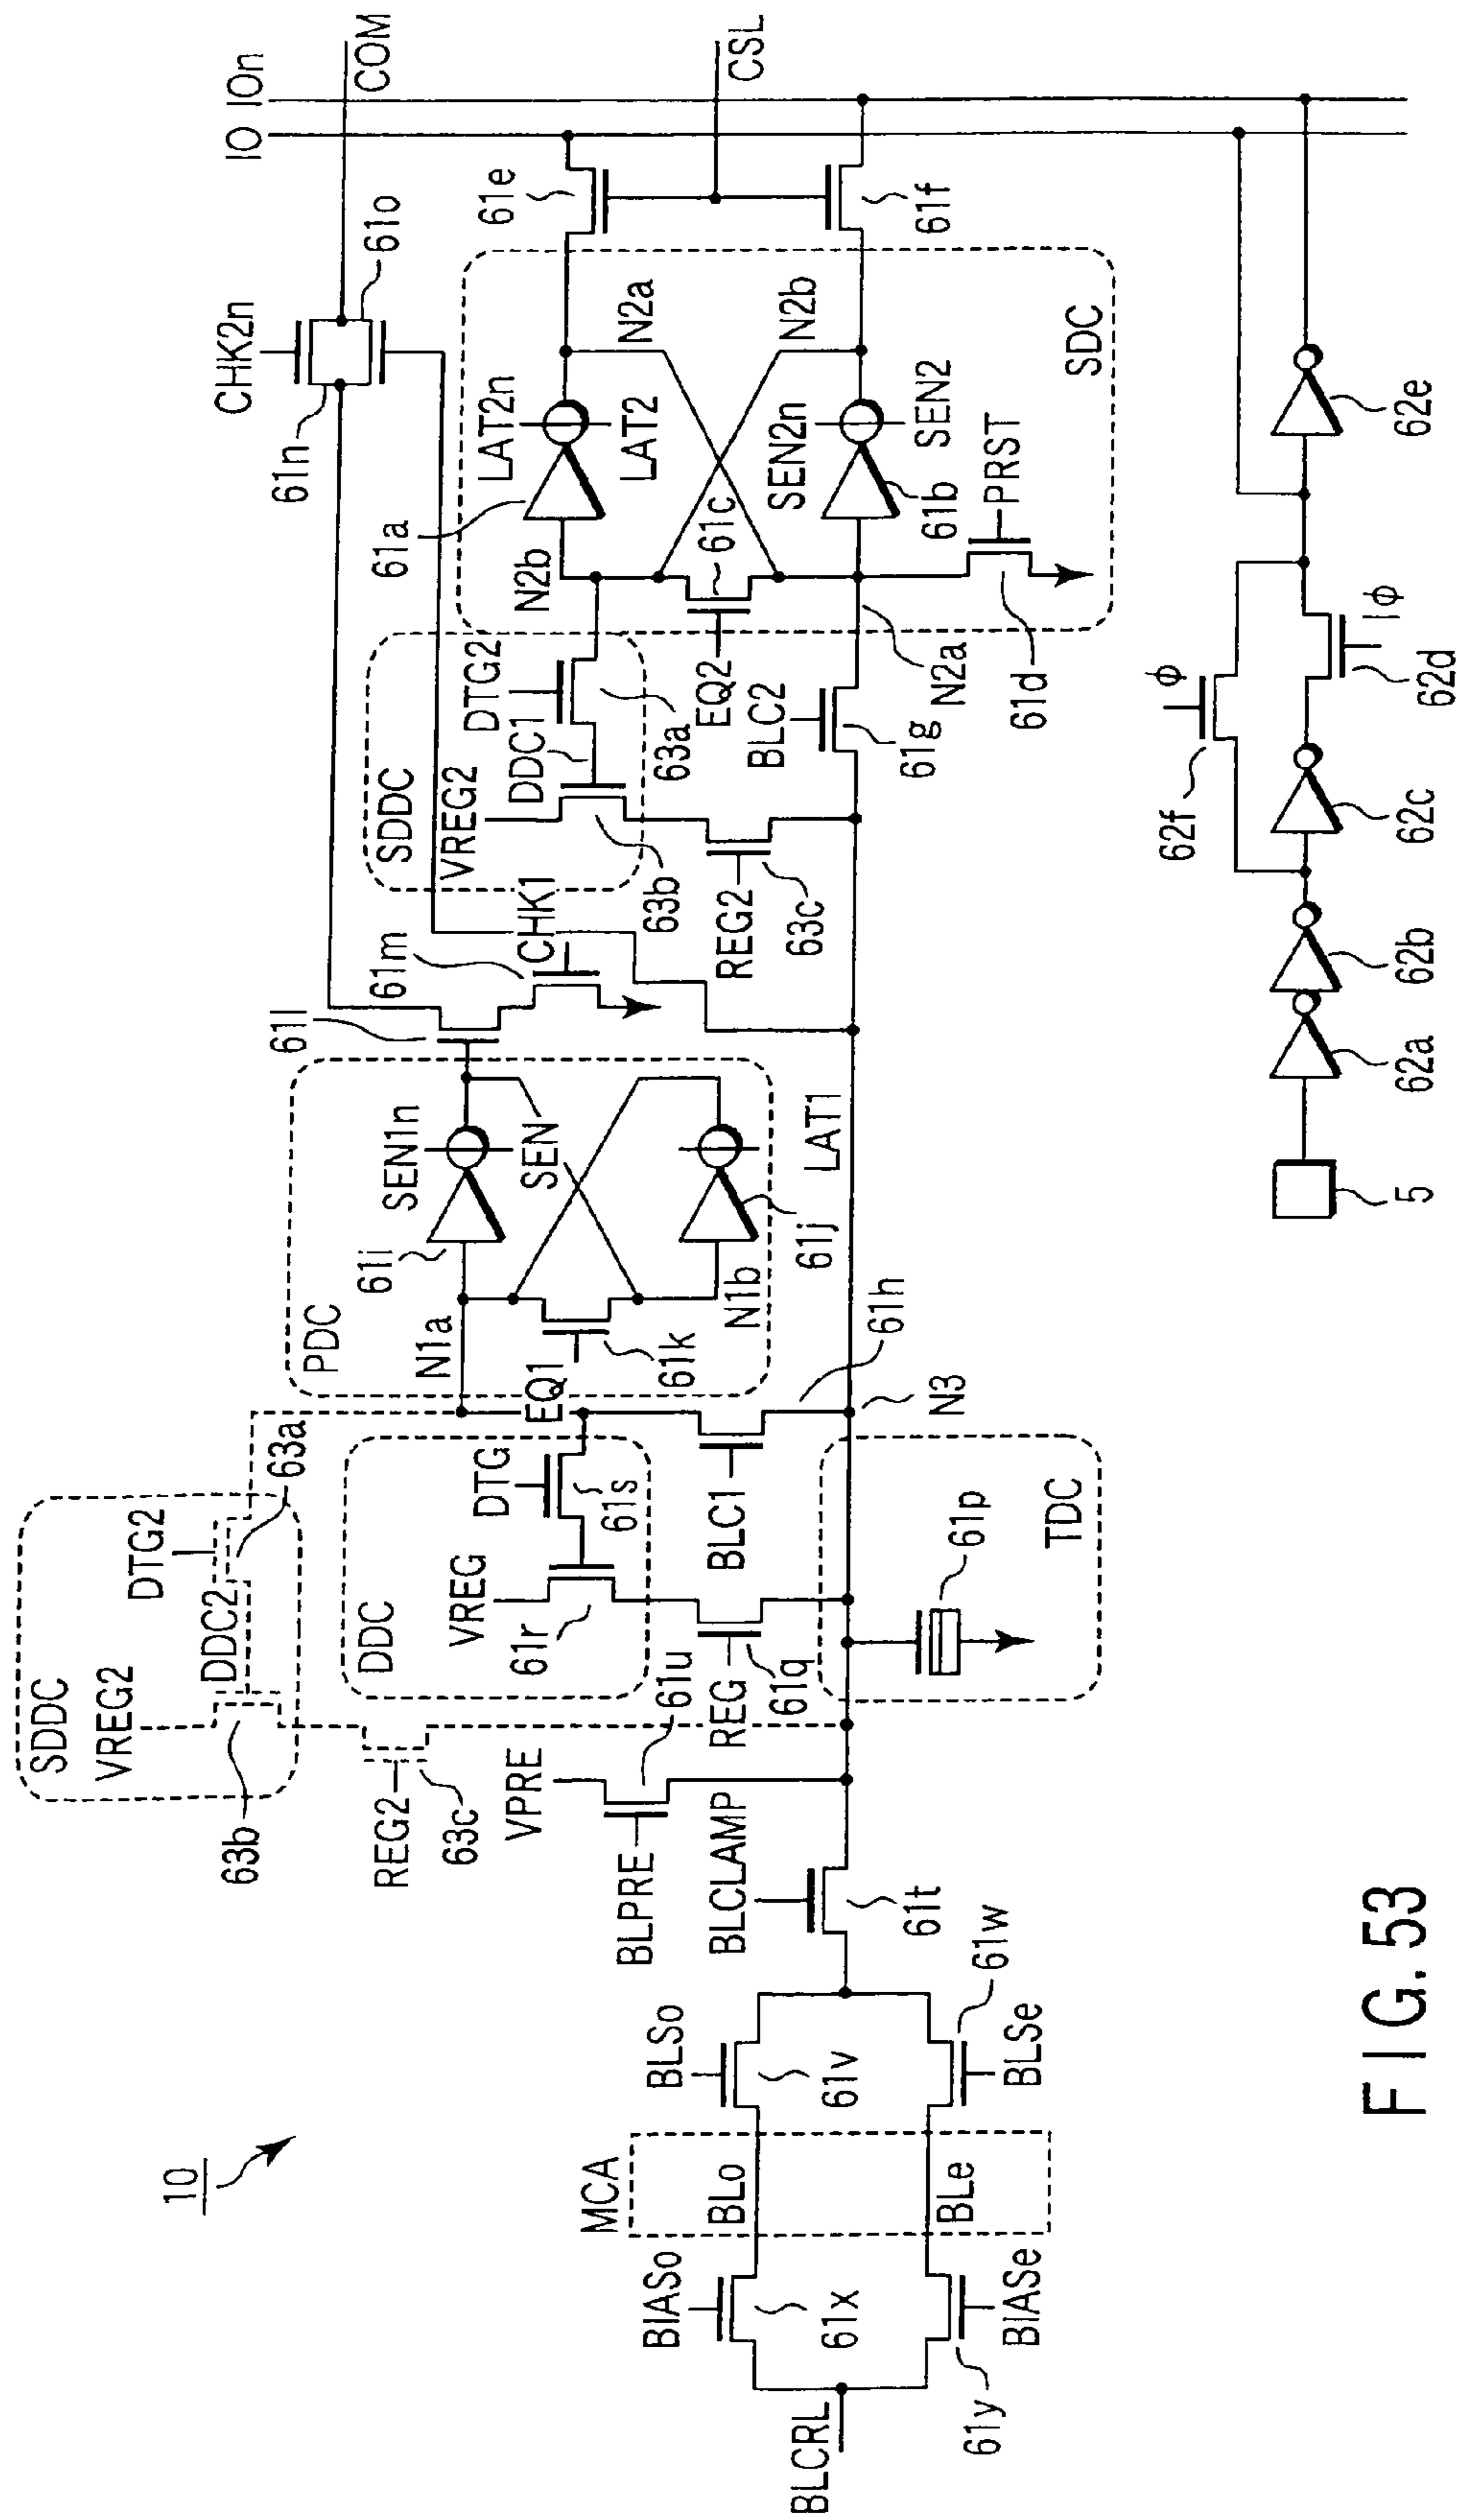 10
BLCRL
BIASo
61x
BIASe
61y
MCA
BLo
BLe
BLSo
61v
BLSe
61w
BLCLAMP
61t
BLPRE
VPRE
61u
SDDC
VREG2
DDC2
DTG2
63a
63b
REG2
63c
DDC
VREG
DTG
61r
61s
REG
61q
TDC
61p
BLC1
61h
N3
PDC
N1a
EQ1
61k
N1b
61i
SEN1n
SEN
61j
LAT1
61l
61m
CHK1
SDDC
VREG2
DDC1
DTG2
63a
63b
REG2
63c
EQ2
BLC2
61g
N2a
61d
PRST
61a
N2b
LAT2n
LAT2
61c
SEN2n
SEN2
61b
N2a
N2b
SDC
61n
CHK2n
61o
61e
61f
IO
IOn
COM
CSL
5
62a
62b
62c
62f
ϕ
62d
Iϕ
62e
FIG. 53